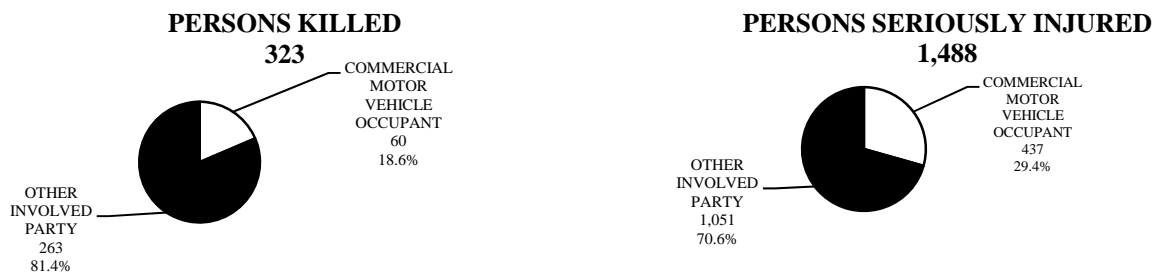 PERSONS KILLED
323
COMMERCIAL
MOTOR
VEHICLE
OCCUPANT
60
18.6%
OTHER
INVOLVED
PARTY
263
81.4%
PERSONS SERIOUSLY INJURED
1,488
COMMERCIAL
MOTOR
VEHICLE
OCCUPANT
437
29.4%
OTHER
INVOLVED
PARTY
1,051
70.6%